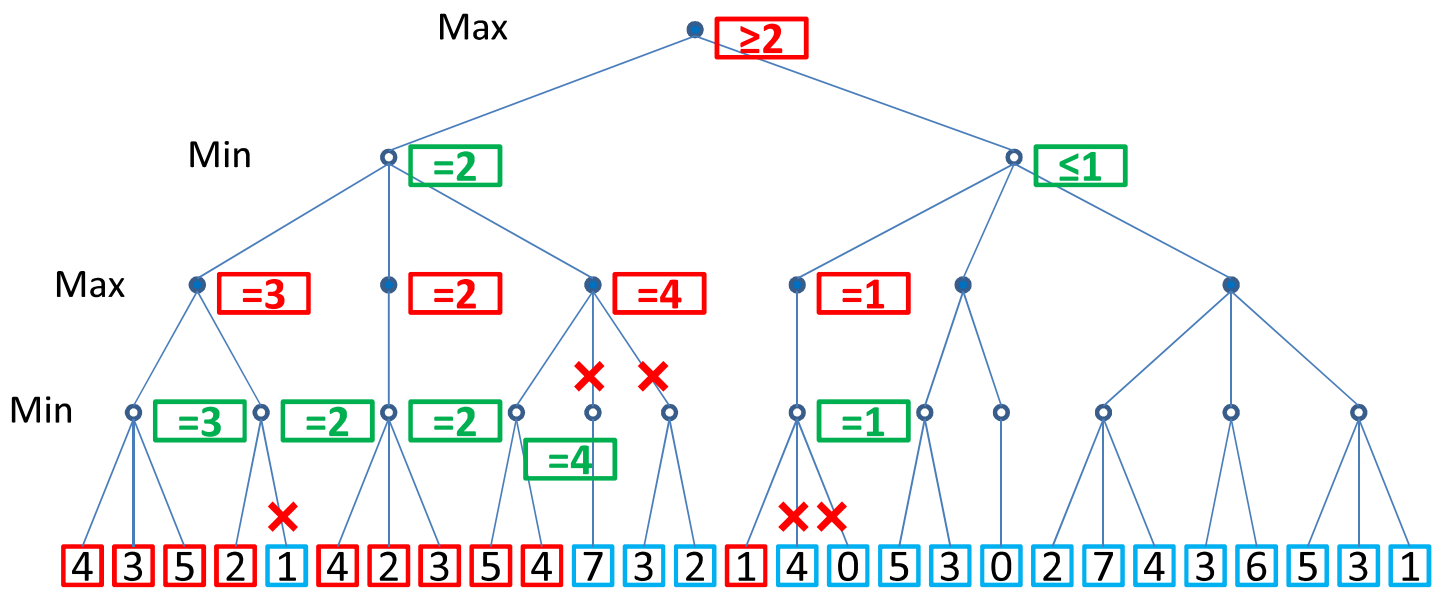 Max ≥2
Min =2 ≤1
Max =3 =2 =4 =1
Min =3 =2 =2 =4 =1
4 3 5 2 1 4 2 3 5 4 7 3 2 1 4 0 5 3 0 2 7 4 3 6 5 3 1